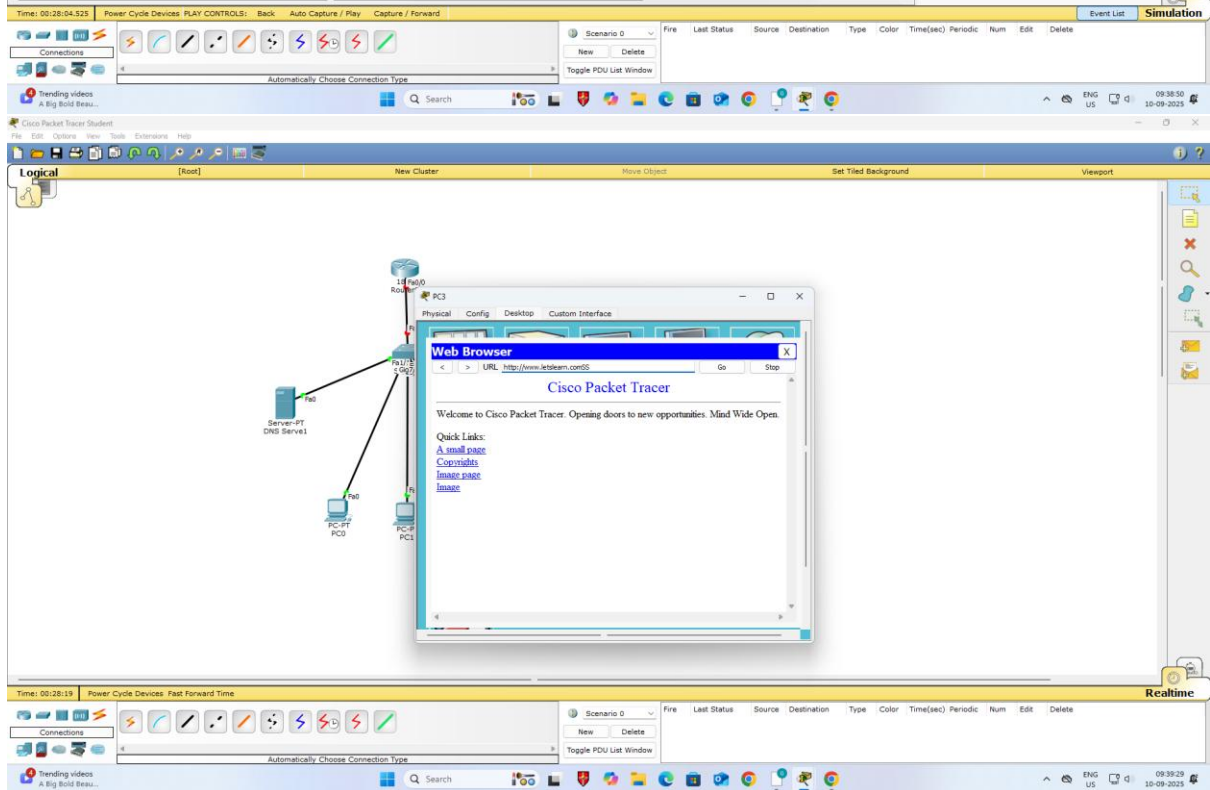 Time: 00:28:04.525 Power Cycle Devices PLAY CONTROLS: Back Auto Capture / Play Capture / Forward Event List Simulation
Scenario 0 Fire Last Status Source Destination Type Color Time(sec) Periodic Num Edit Delete
Connections New Delete
Toggle PDU List Window
Automatically Choose Connection Type
Trending videos
A Big Bold Beau...
Search
ENG
US
09:38:50
10-09-2025
Cisco Packet Tracer Student
File Edit Options View Tools Extensions Help
Logical [Root] New Cluster Move Object Set Tiled Background Viewport
Fa0/0
PC3
Physical Config Desktop Custom Interface
Web Browser X
< > URL http://www.letslearn.comSS Go Stop
Cisco Packet Tracer
Welcome to Cisco Packet Tracer. Opening doors to new opportunities. Mind Wide Open.
Quick Links:
A small page
Copyrights
Image page
Image
Fa0
Server-PT
DNS Serve1
Fa0
PC-PT
PC0
PC-P
PC1
Time: 00:28:19 Power Cycle Devices Fast Forward Time Realtime
Scenario 0 Fire Last Status Source Destination Type Color Time(sec) Periodic Num Edit Delete
Connections New Delete
Toggle PDU List Window
Automatically Choose Connection Type
Trending videos
A Big Bold Beau...
Search
ENG
US
09:39:29
10-09-2025